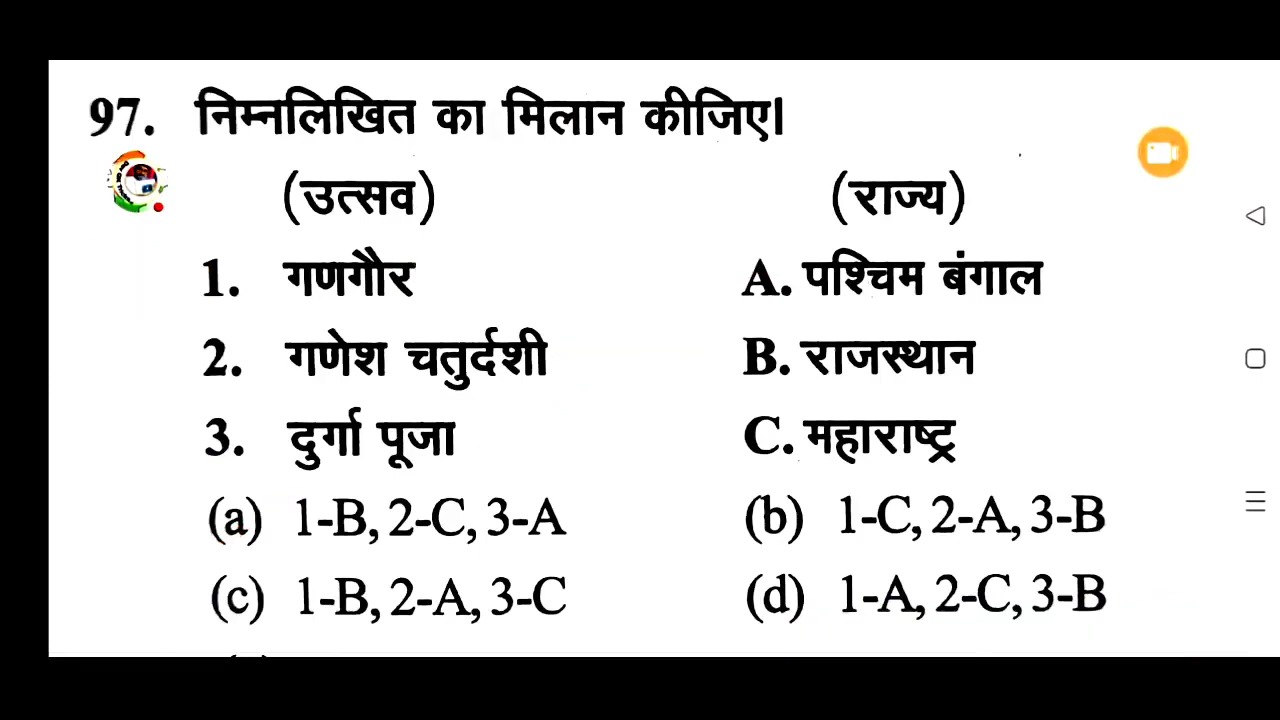 97. निम्नलिखित का मिलान कीजिए।
(उत्सव) (राज्य)
1. गणगौर A. पश्चिम बंगाल
2. गणेश चतुर्दशी B. राजस्थान
3. दुर्गा पूजा C. महाराष्ट्र
(a) 1-B, 2-C, 3-A (b) 1-C, 2-A, 3-B
(c) 1-B, 2-A, 3-C (d) 1-A, 2-C, 3-B